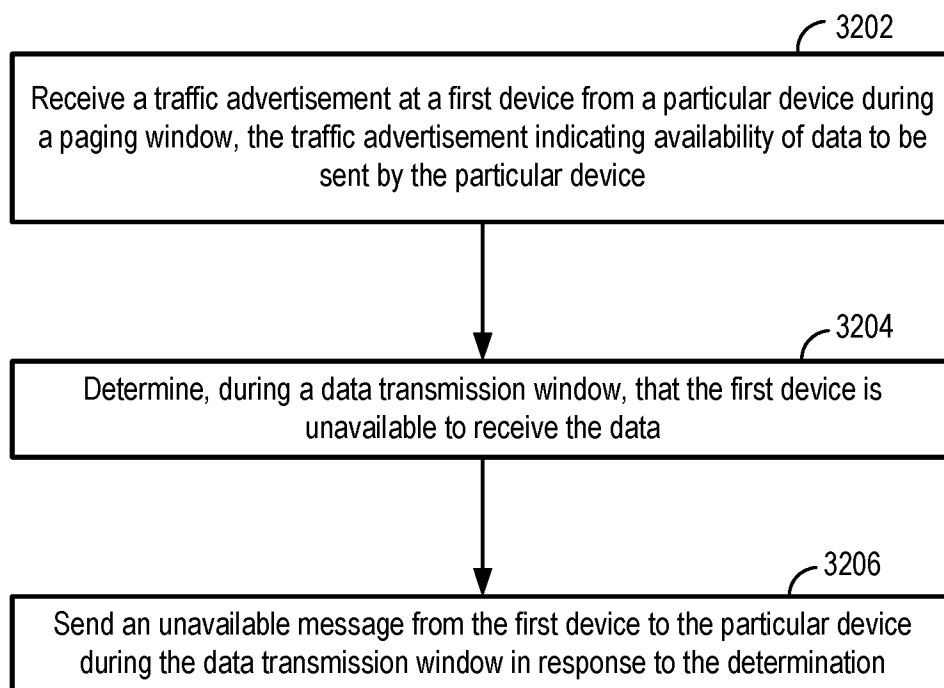 3202
Receive a traffic advertisement at a first device from a particular device during
a paging window, the traffic advertisement indicating availability of data to be
sent by the particular device
3204
Determine, during a data transmission window, that the first device is
unavailable to receive the data
3206
Send an unavailable message from the first device to the particular device
during the data transmission window in response to the determination